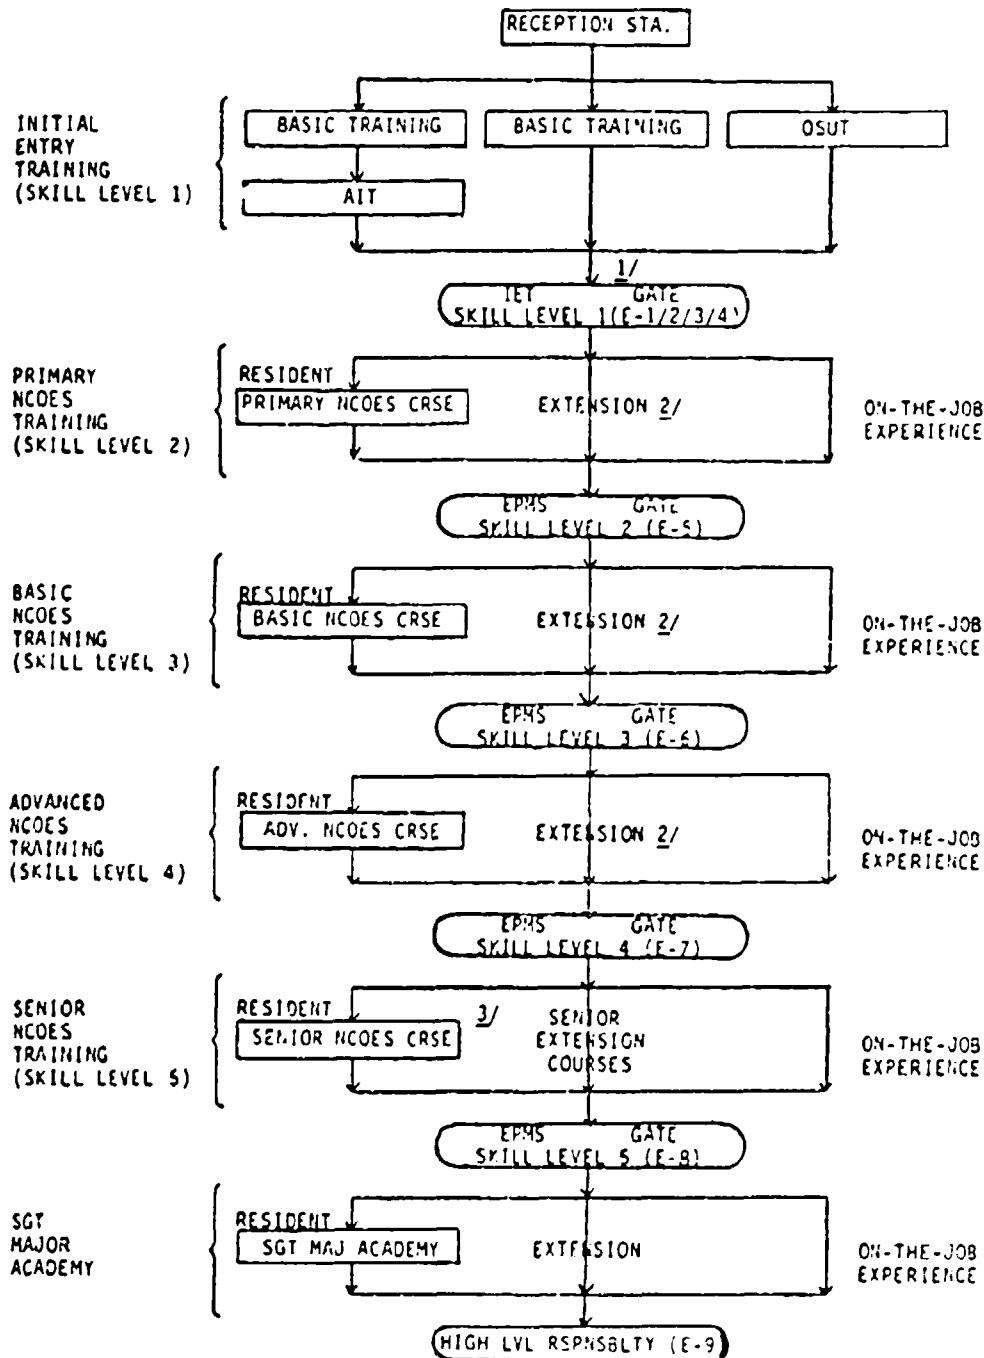 RECEPTION STA.
INITIAL
ENTRY
TRAINING
(SKILL LEVEL 1)
BASIC TRAINING
BASIC TRAINING
OSUT
AIT
1/
IET GATE
SKILL LEVEL 1(E-1/2/3/4)
PRIMARY
NCOES
TRAINING
(SKILL LEVEL 2)
RESIDENT
PRIMARY NCOES CRSE
EXTENSION 2/
ON-THE-JOB
EXPERIENCE
EPMS GATE
SKILL LEVEL 2 (E-5)
BASIC
NCOES
TRAINING
(SKILL LEVEL 3)
RESIDENT
BASIC NCOES CRSE
EXTENSION 2/
ON-THE-JOB
EXPERIENCE
EPMS GATE
SKILL LEVEL 3 (E-6)
ADVANCED
NCOES
TRAINING
(SKILL LEVEL 4)
RESIDENT
ADV. NCOES CRSE
EXTENSION 2/
ON-THE-JOB
EXPERIENCE
EPMS GATE
SKILL LEVEL 4 (E-7)
SENIOR
NCOES
TRAINING
(SKILL LEVEL 5)
RESIDENT
SENIOR NCOES CRSE
3/
SENIOR
EXTENSION
COURSES
ON-THE-JOB
EXPERIENCE
EPMS GATE
SKILL LEVEL 5 (E-8)
SGT
MAJOR
ACADEMY
RESIDENT
SGT MAJ ACADEMY
EXTENSION
ON-THE-JOB
EXPERIENCE
HIGH LVL RSPNSBLTY (E-9)